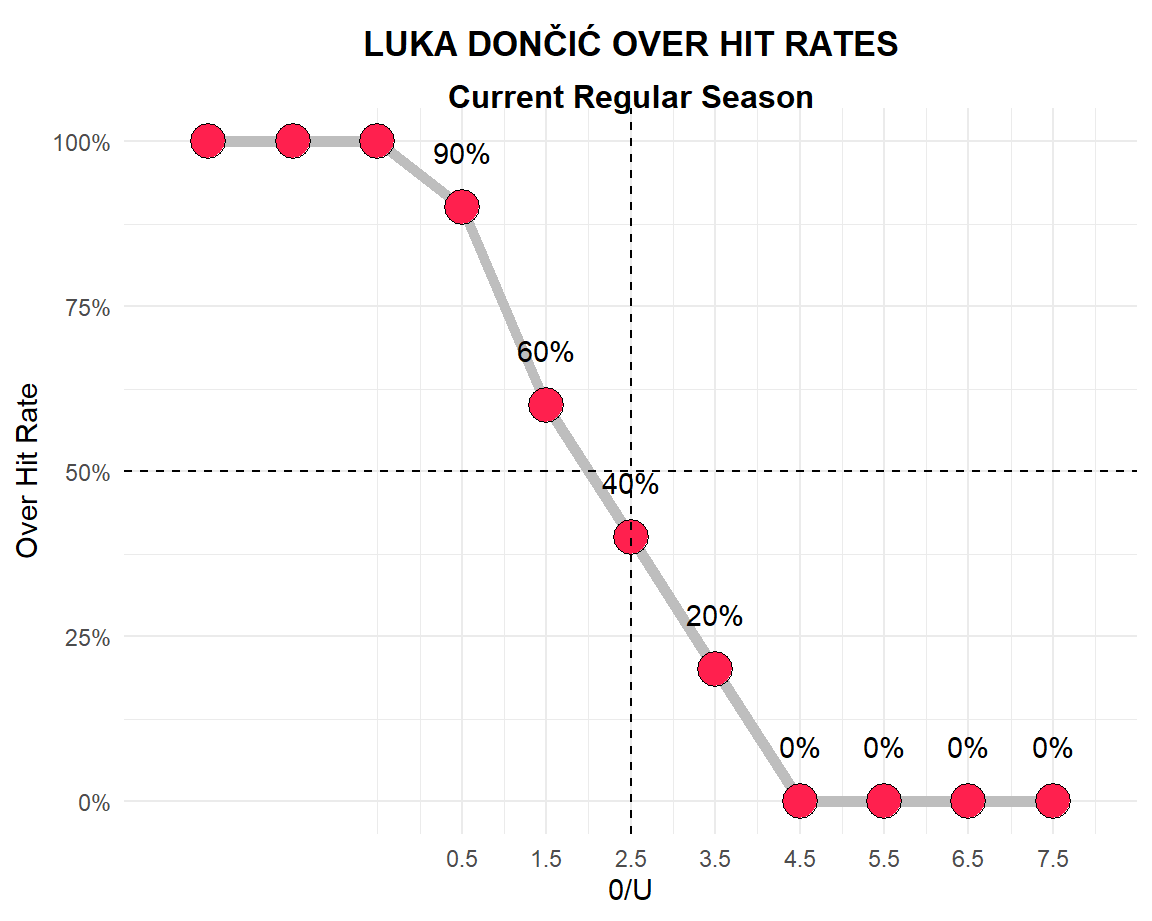 LUKA DONČIĆ OVER HIT RATES
Current Regular Season
100%
90%
75%
60%
50%
40%
25%
20%
0%
0% 0% 0% 0%
0.5 1.5 2.5 3.5 4.5 5.5 6.5 7.5
0/U
Over Hit Rate